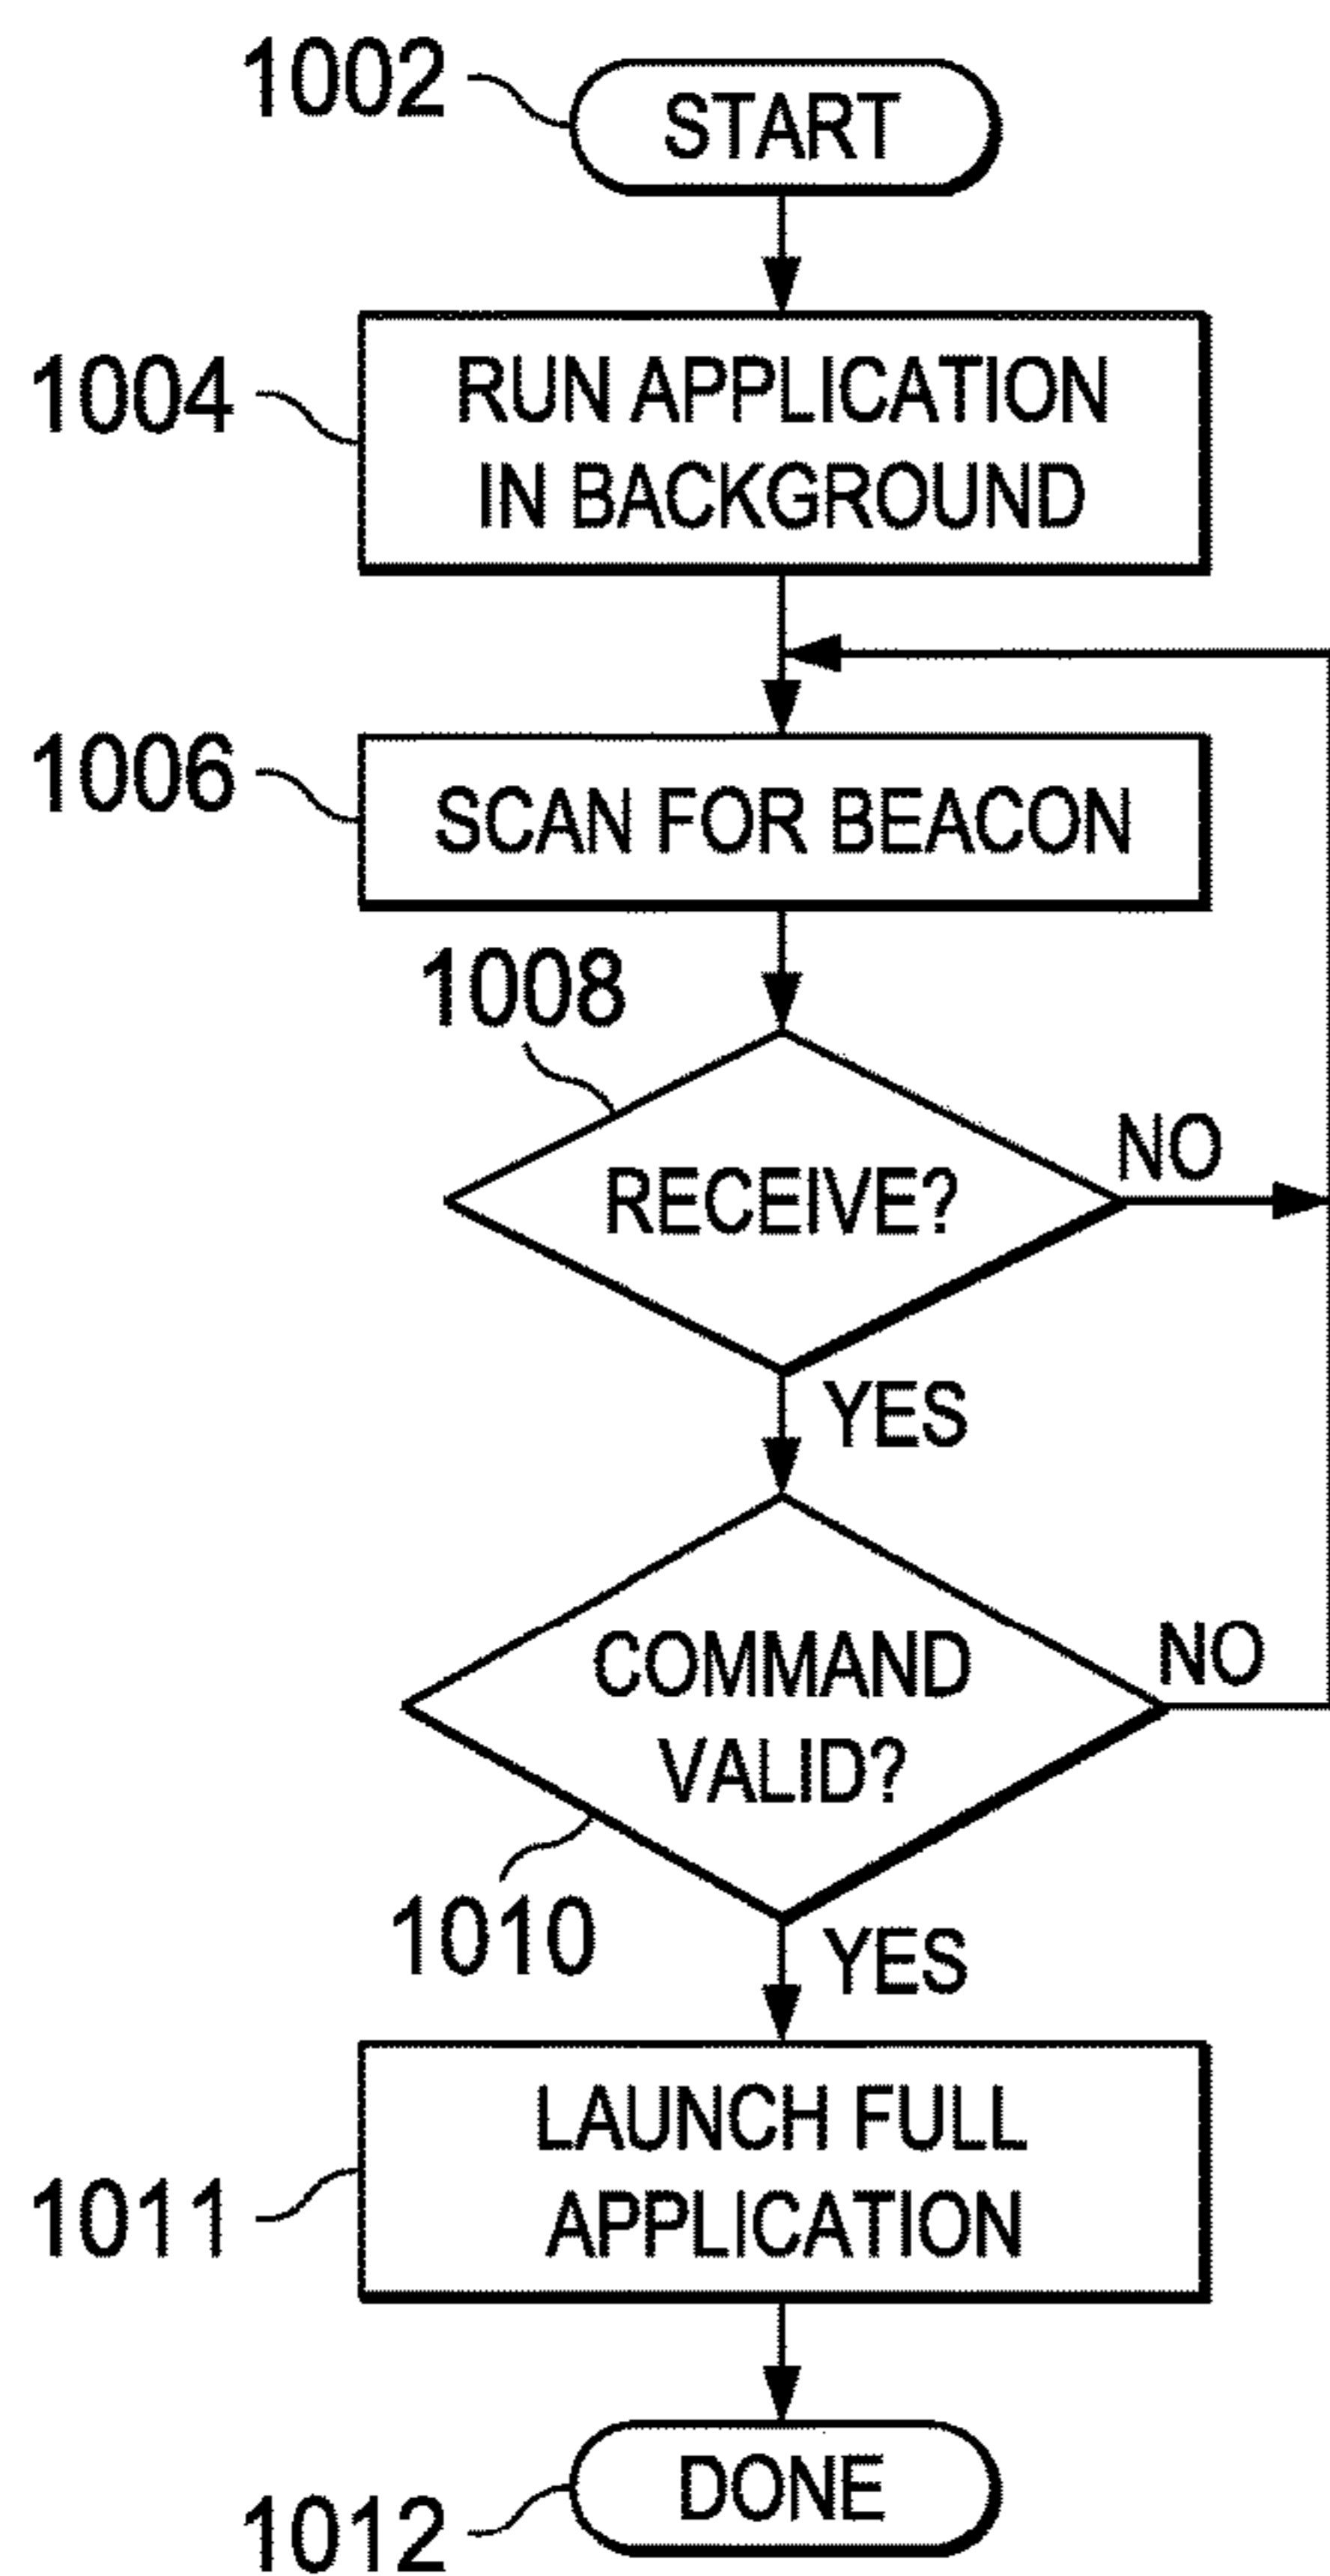 1002
START
1004
RUN APPLICATION
IN BACKGROUND
1006
SCAN FOR BEACON
1008
RECEIVE?
NO
YES
COMMAND
VALID?
NO
1010
YES
1011
LAUNCH FULL
APPLICATION
1012
DONE